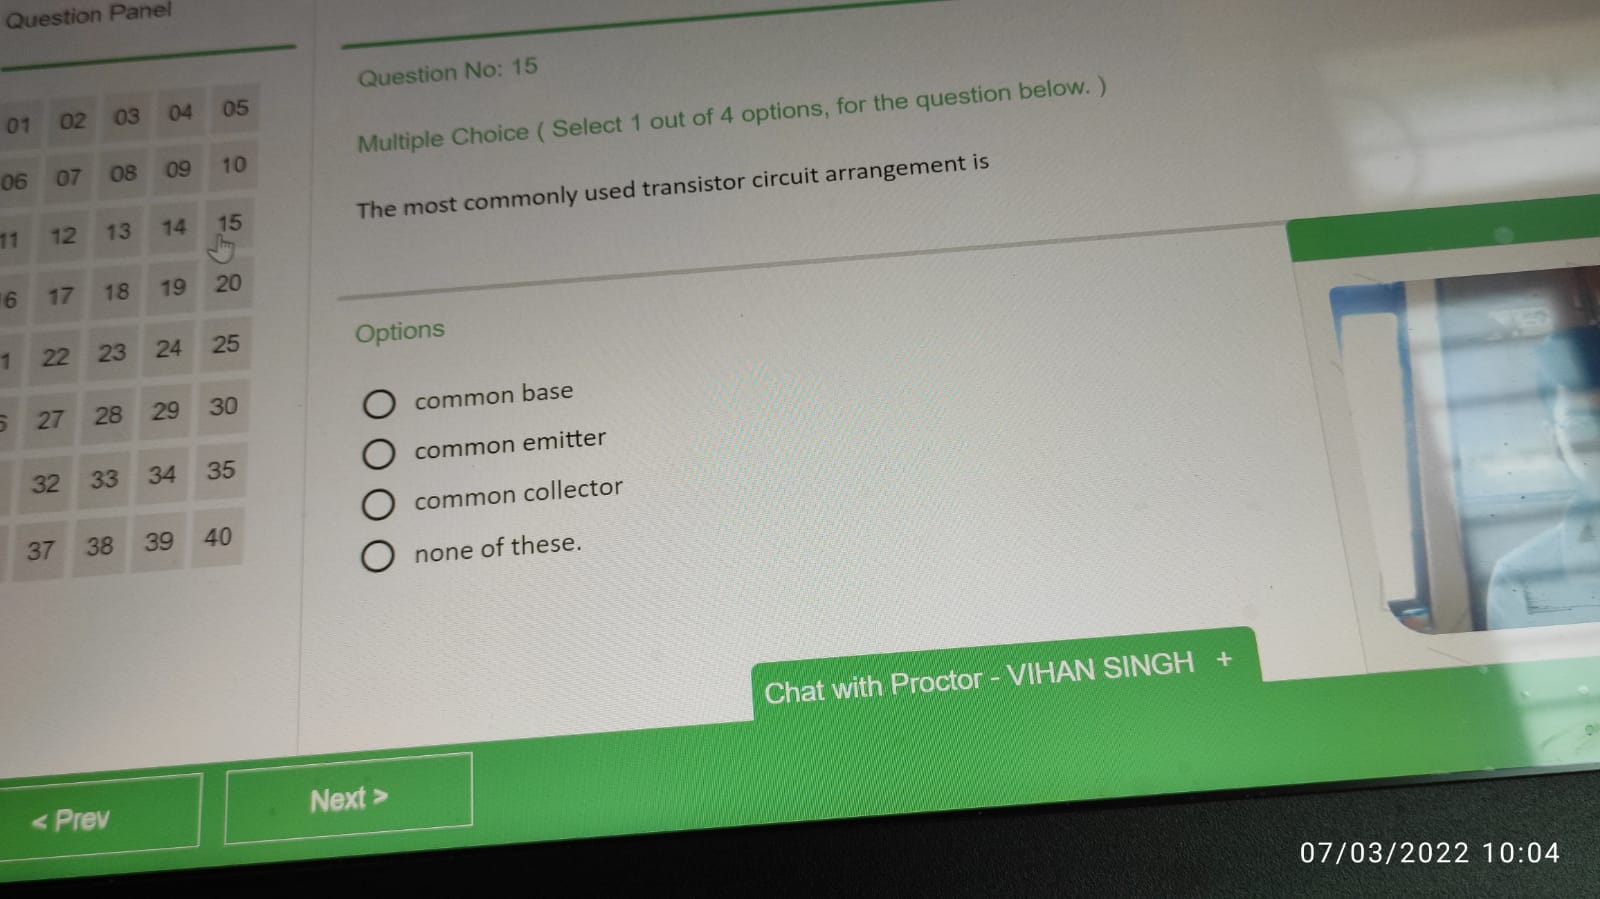 Question Panel
01 02 03 04 05
06 07 08 09 10
11 12 13 14 15
6 17 18 19 20
1 22 23 24 25
27 28 29 30
32 33 34 35
37 38 39 40
Question No: 15
Multiple Choice ( Select 1 out of 4 options, for the question below. )
The most commonly used transistor circuit arrangement is
Options
common base
common emitter
common collector
none of these.
Chat with Proctor - VIHAN SINGH +
< Prev
Next >
07/03/2022 10:04